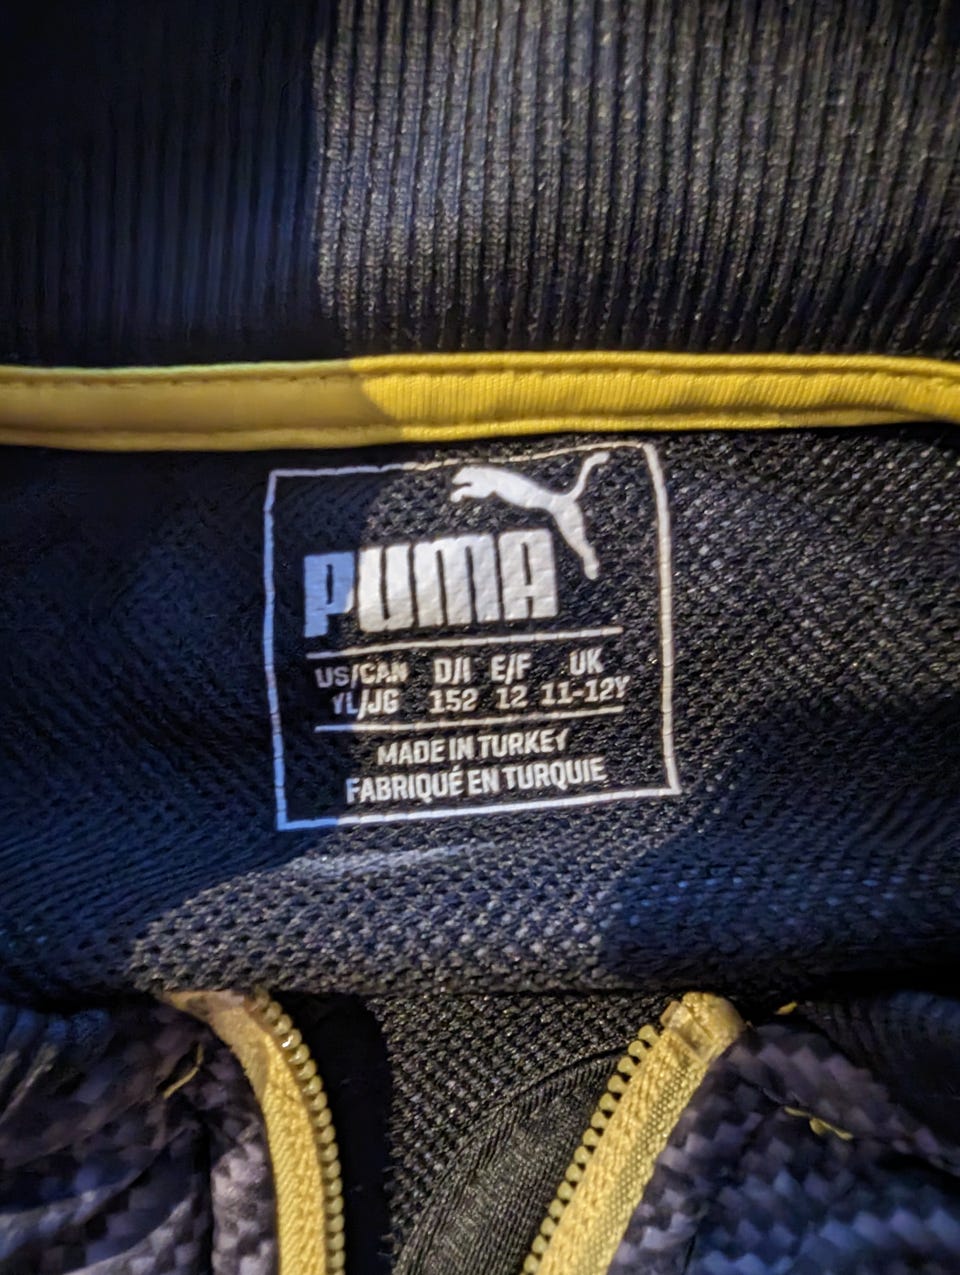 PUMA
US/CAN D/I E/F UK
YL/JG 152 12 11-12Y
MADE IN TURKEY
FABRIQUÉ EN TURQUIE